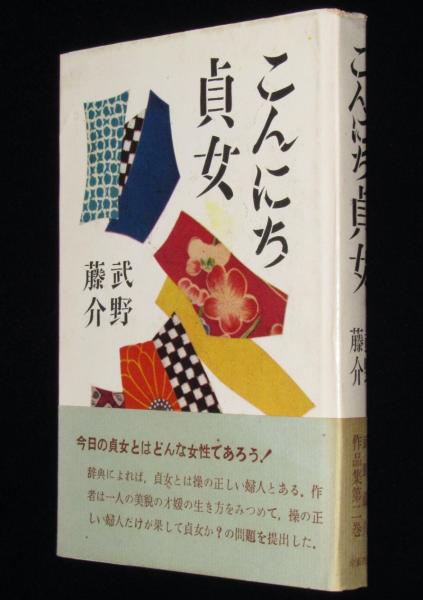 こんにち
貞女
武野
藤介
今日の貞女とはどんな女性であろう!
辞典によれば,貞女とは操の正しい婦人とある.作
者は一人の美貌の才媛の生き方をみつめて,操の正
しい婦人だけが果して貞女か?の問題を提出した.
こんにち貞女
武野
藤介
作品集第二巻